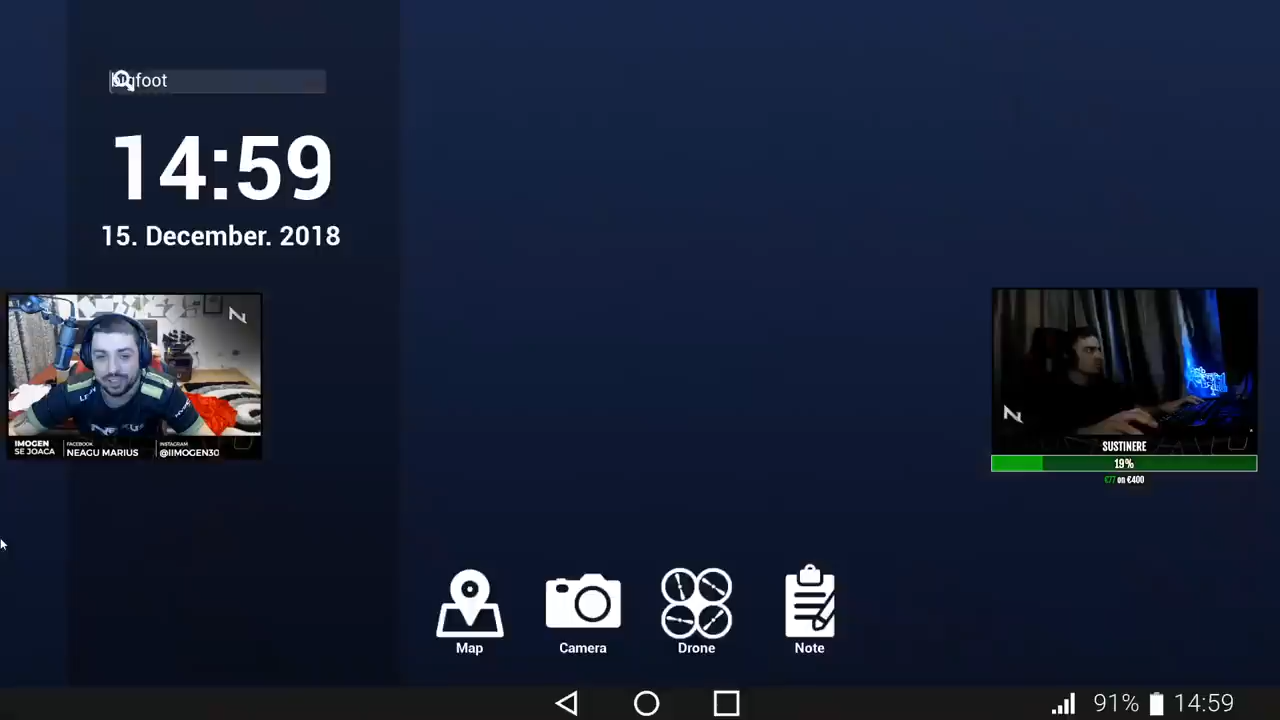 bigfoot
14:59
15. December. 2018
IMOGEN
SE JOACA
FACEBOOK
NEAGU MARIUS
INSTAGRAM
@IIMOGEN30
SUSTINERE
19%
€77 on €400
Map
Camera
Drone
Note
91% 14:59